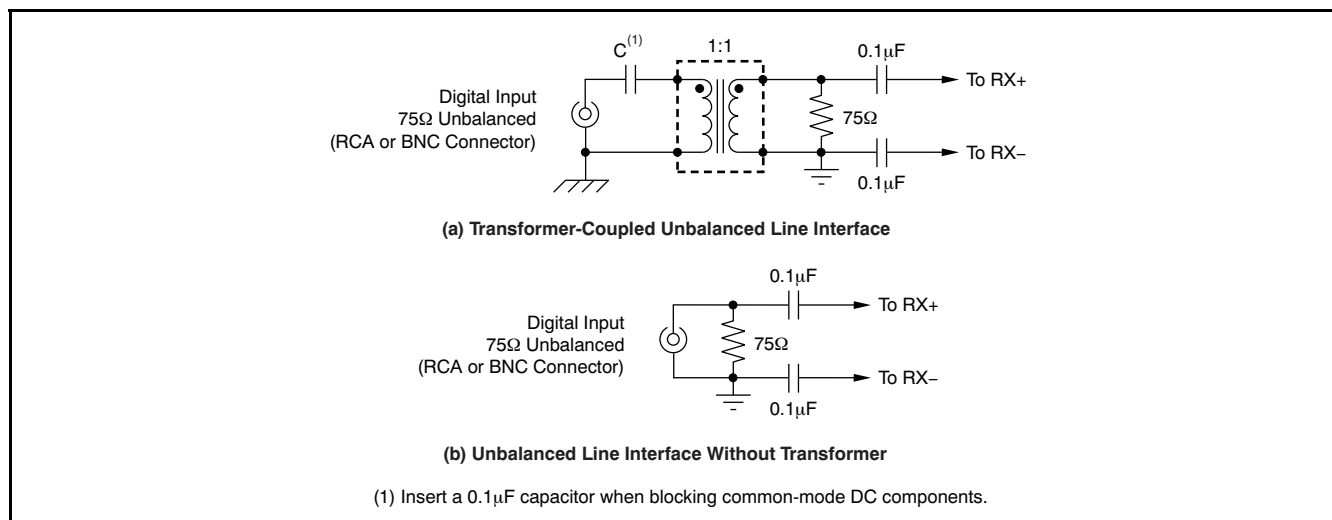 C(1)
1:1
0.1μF
To RX+
Digital Input
75Ω Unbalanced
(RCA or BNC Connector)
75Ω
To RX−
0.1μF
(a) Transformer-Coupled Unbalanced Line Interface
0.1μF
To RX+
Digital Input
75Ω Unbalanced
(RCA or BNC Connector)
75Ω
To RX−
0.1μF
(b) Unbalanced Line Interface Without Transformer
(1) Insert a 0.1μF capacitor when blocking common-mode DC components.